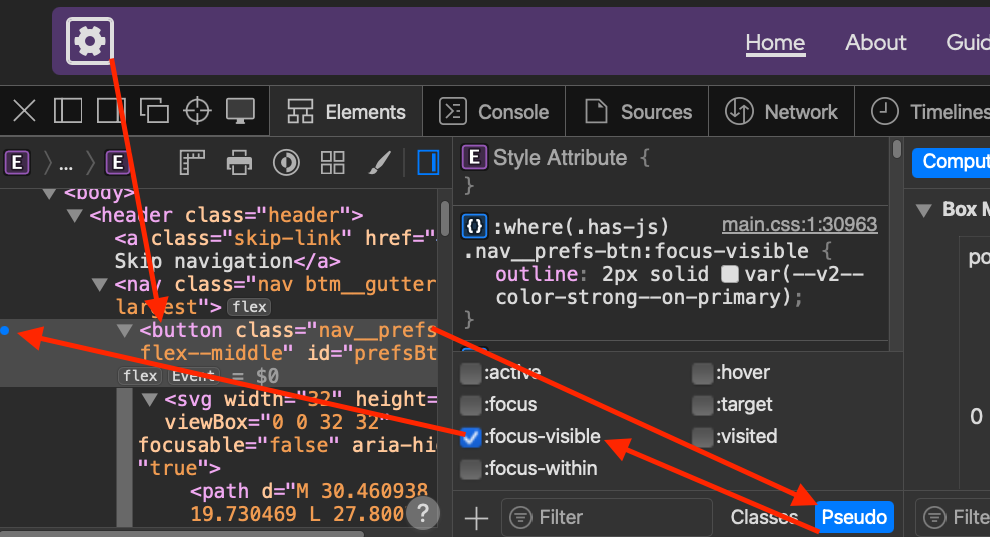 Home About Guid
Elements Console Sources Network Timelines
E ... E
<body>
<header class="header">
<a class="skip-link" href="
Skip navigation</a>
<nav class="nav btm__gutter
largest"> flex
<button class="nav__prefs
flex--middle" id="prefsBt
flex Event = $0
<svg width="32" height=
viewBox="0 0 32 32"
focusable="false" aria-hi
"true">
<path d="M 30.460938
19.730469 L 27.800
?
E Style Attribute {
}
{} :where(.has-js) main.css:1:30963
.nav__prefs-btn:focus-visible {
outline: 2px solid var(--v2--
color-strong--on-primary);
}
:active :hover
:focus :target
:focus-visible :visited
:focus-within
Filter Classes Pseudo
Comput
Box M
po
0
Filte